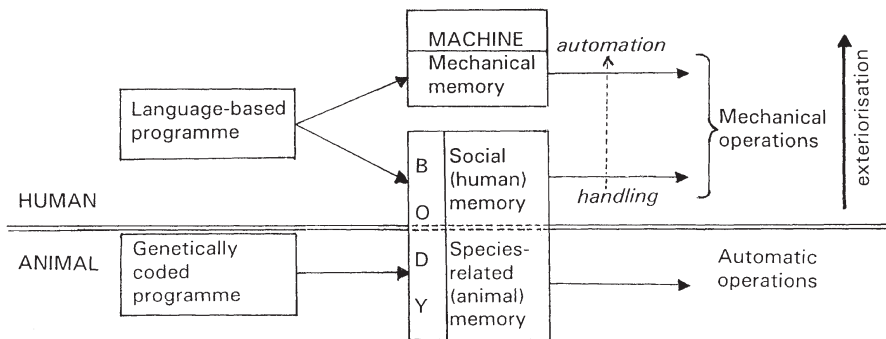 MACHINE
Mechanical
memory
automation
Language-based
programme
Mechanical
operations
exteriorisation
BODY
Social
(human)
memory
handling
HUMAN
ANIMAL
Genetically
coded
programme
Species-
related
(animal)
memory
Automatic
operations